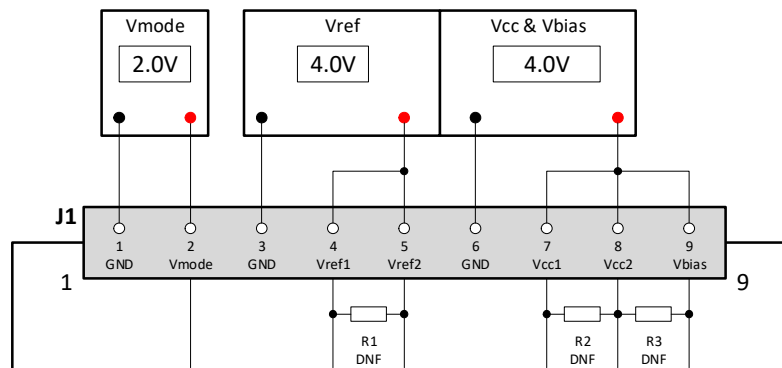 Vmode
Vref
Vcc & Vbias
2.0V
4.0V
4.0V
J1
1
2
3
4
5
6
7
8
9
GND
Vmode
GND
Vref1
Vref2
GND
Vcc1
Vcc2
Vbias
1
9
R1
DNF
R2
DNF
R3
DNF